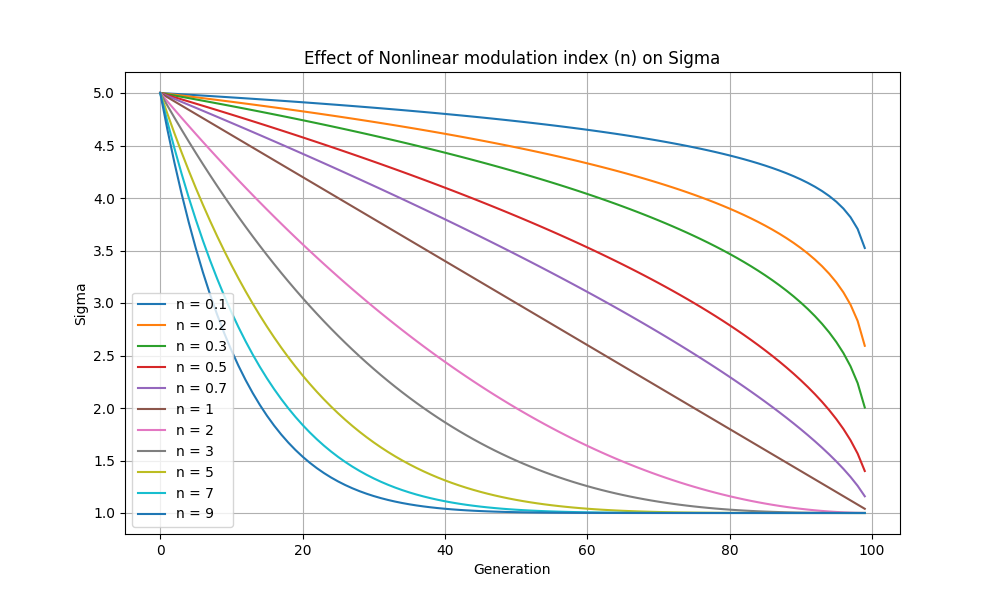 Effect of Nonlinear modulation index (n) on Sigma
Sigma
5.0
4.5
4.0
3.5
3.0
2.5
2.0
1.5
1.0
n = 0.1
n = 0.2
n = 0.3
n = 0.5
n = 0.7
n = 1
n = 2
n = 3
n = 5
n = 7
n = 9
0
20
40
60
80
100
Generation